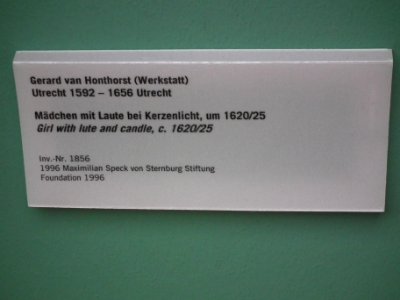 Gerard van Honthorst (Werkstatt)
Utrecht 1592 – 1656 Utrecht
Mädchen mit Laute bei Kerzenlicht, um 1620/25
Girl with lute and candle, c. 1620/25
Inv.-Nr. 1856
1996 Maximilian Speck von Sternburg Stiftung
Foundation 1996